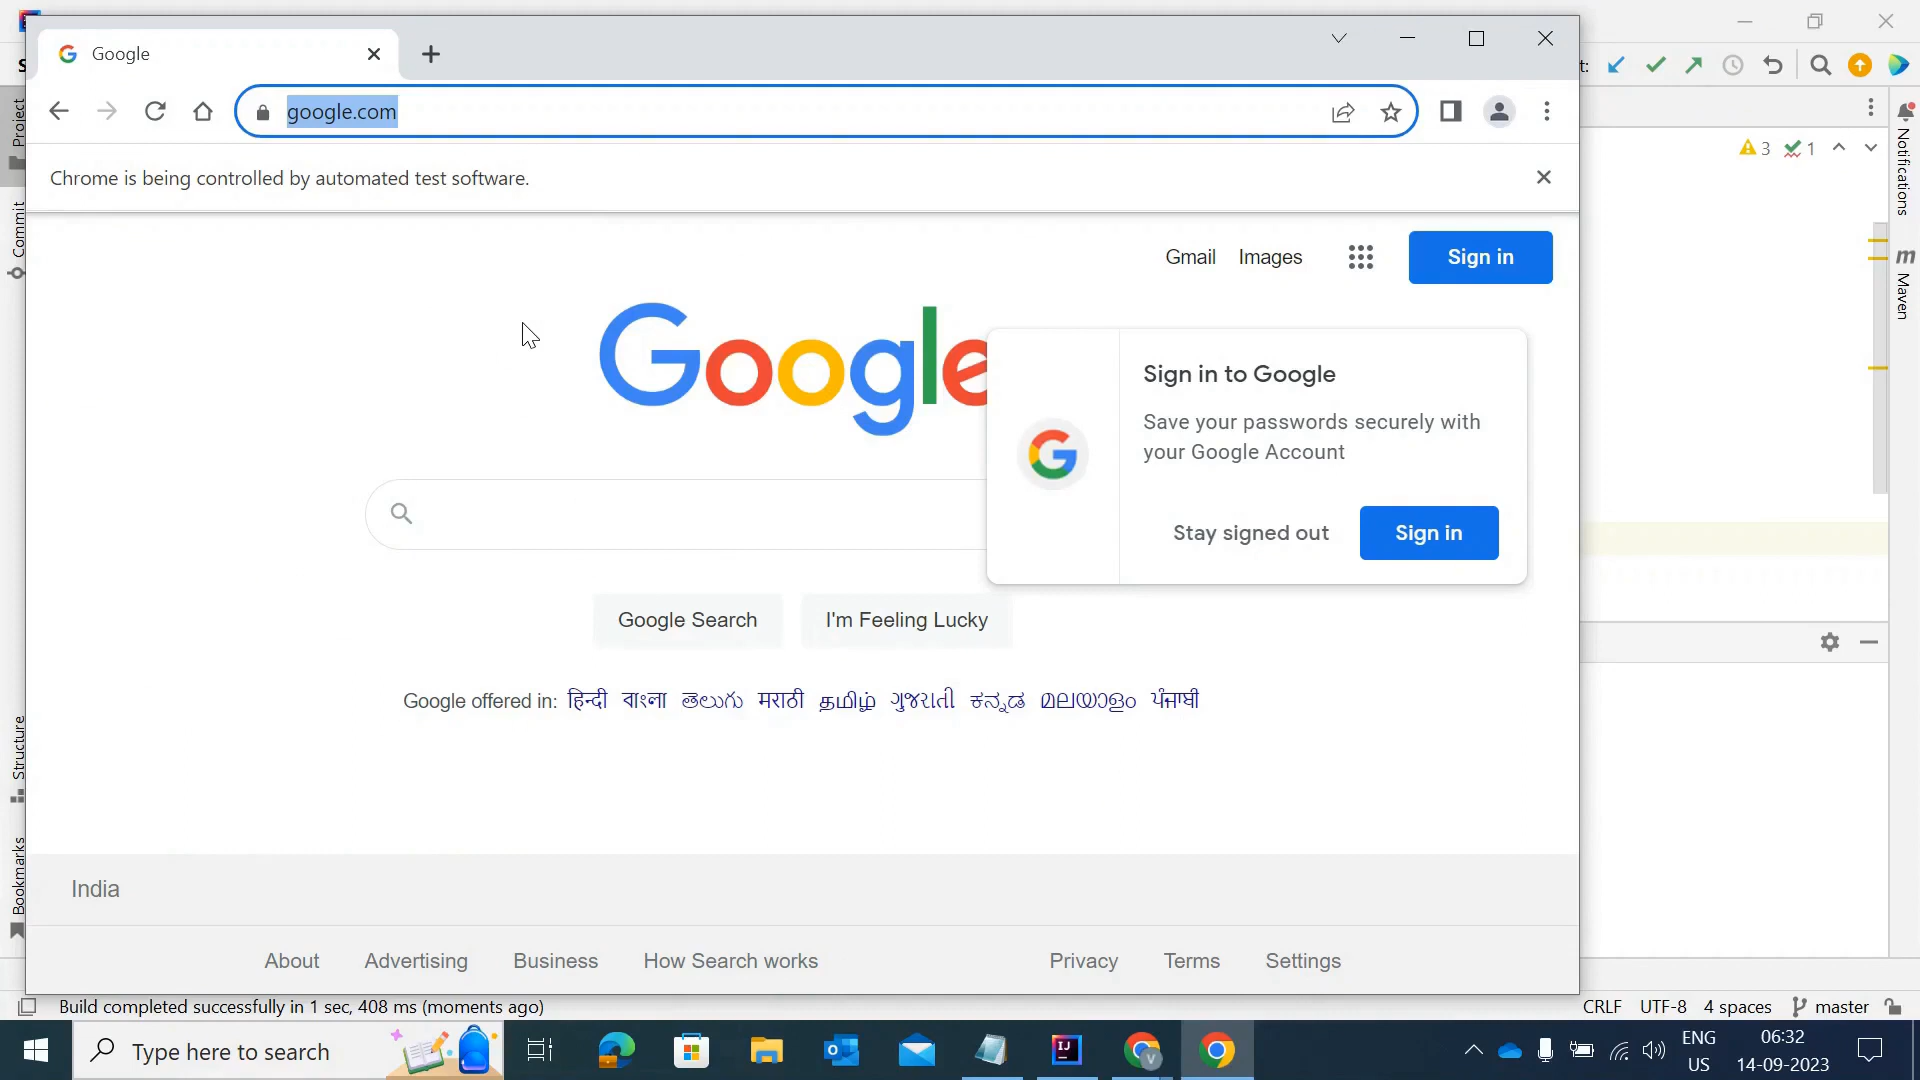 Google
google.com
Chrome is being controlled by automated test software.
Gmail Images Sign in
Google
Sign in to Google
Save your passwords securely with
your Google Account
Stay signed out Sign in
Google Search I'm Feeling Lucky
Google offered in: हिन्दी বাংলা తెలుగు मराठी தமிழ் ગુજરાતી ಕನ್ನಡ മലയാളം ਪੰਜਾਬੀ
India
About Advertising Business How Search works Privacy Terms Settings
Project
Commit
Structure
Bookmarks
t:
3 1
Notifications
m
Maven
Build completed successfully in 1 sec, 408 ms (moments ago) CRLF UTF-8 4 spaces master
Type here to search
IJ
V
ENG
US
06:32
14-09-2023